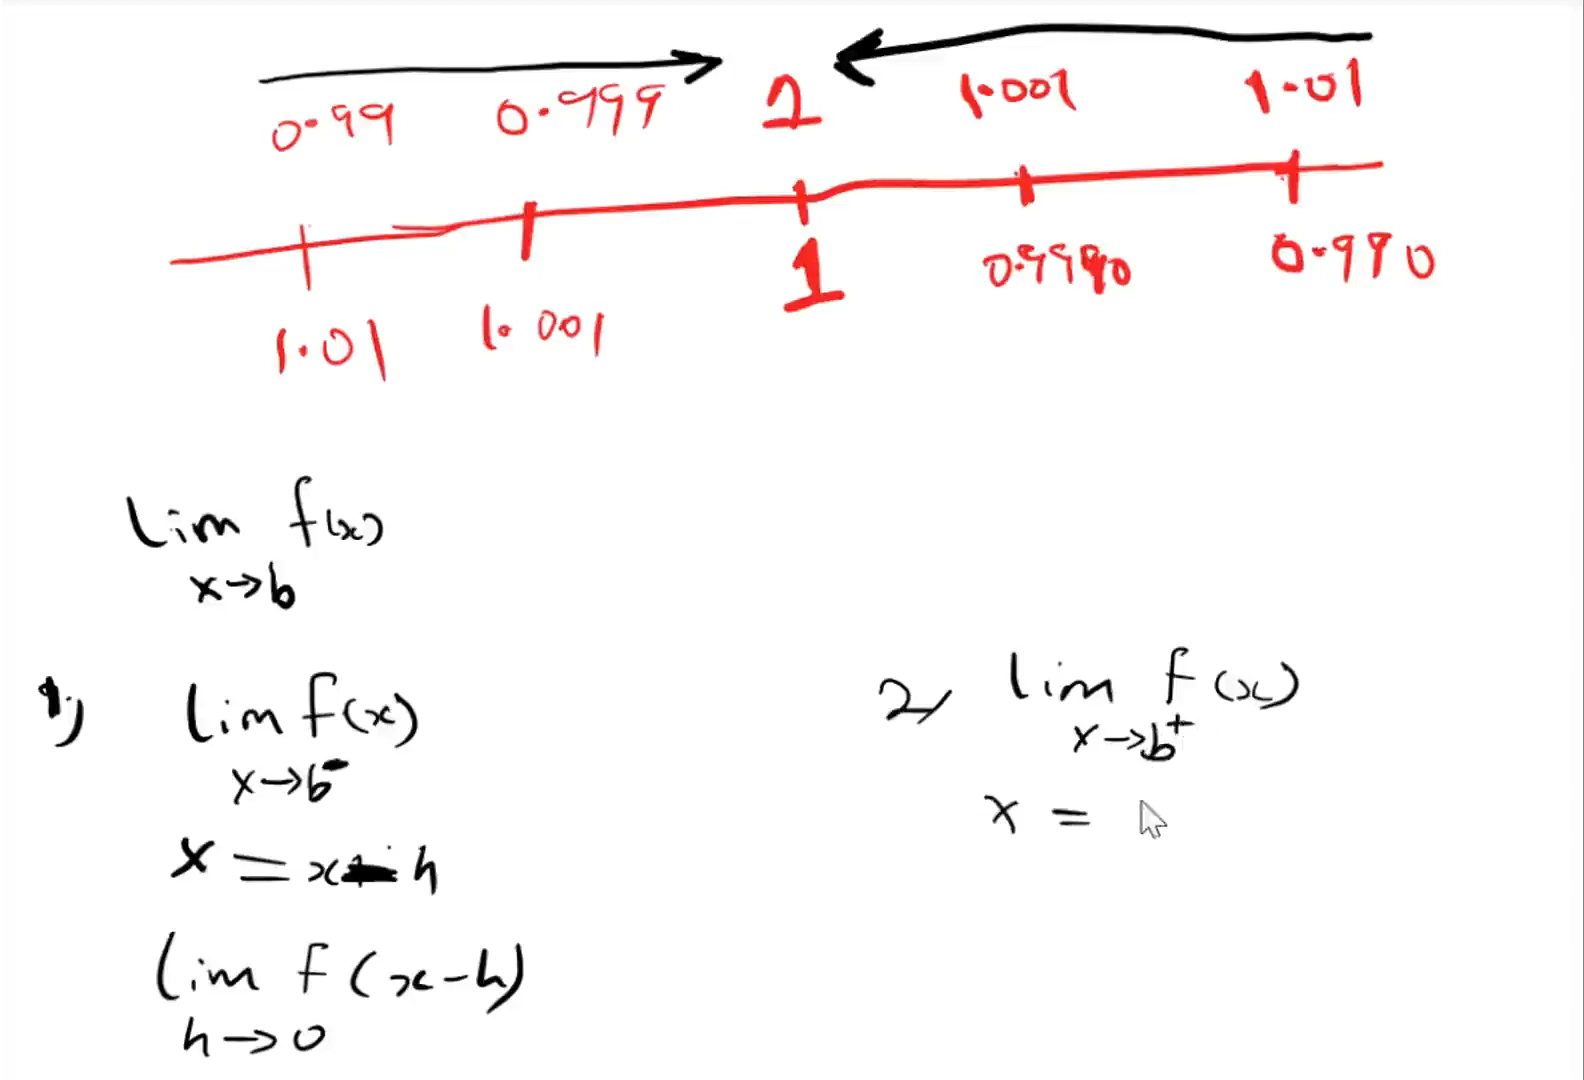 0.99 0.999 1 1.001 1.01
1 0.9990 0.990
1.01 1.001
lim f(x)
x→b
1) lim f(x)
x→b⁻
x = x - h
lim f(x-h)
h→0
2) lim f(x)
x→b⁺
x =